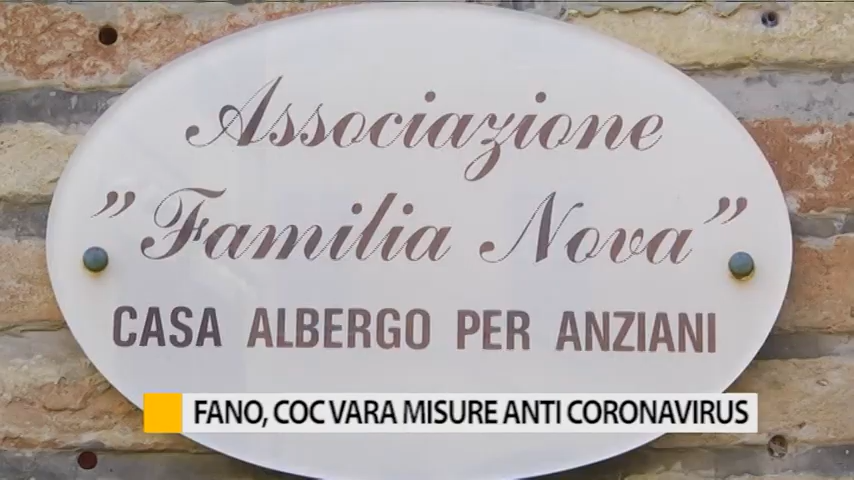 Associazione
”Familia Nova”
CASA ALBERGO PER ANZIANI
FANO, COC VARA MISURE ANTI CORONAVIRUS